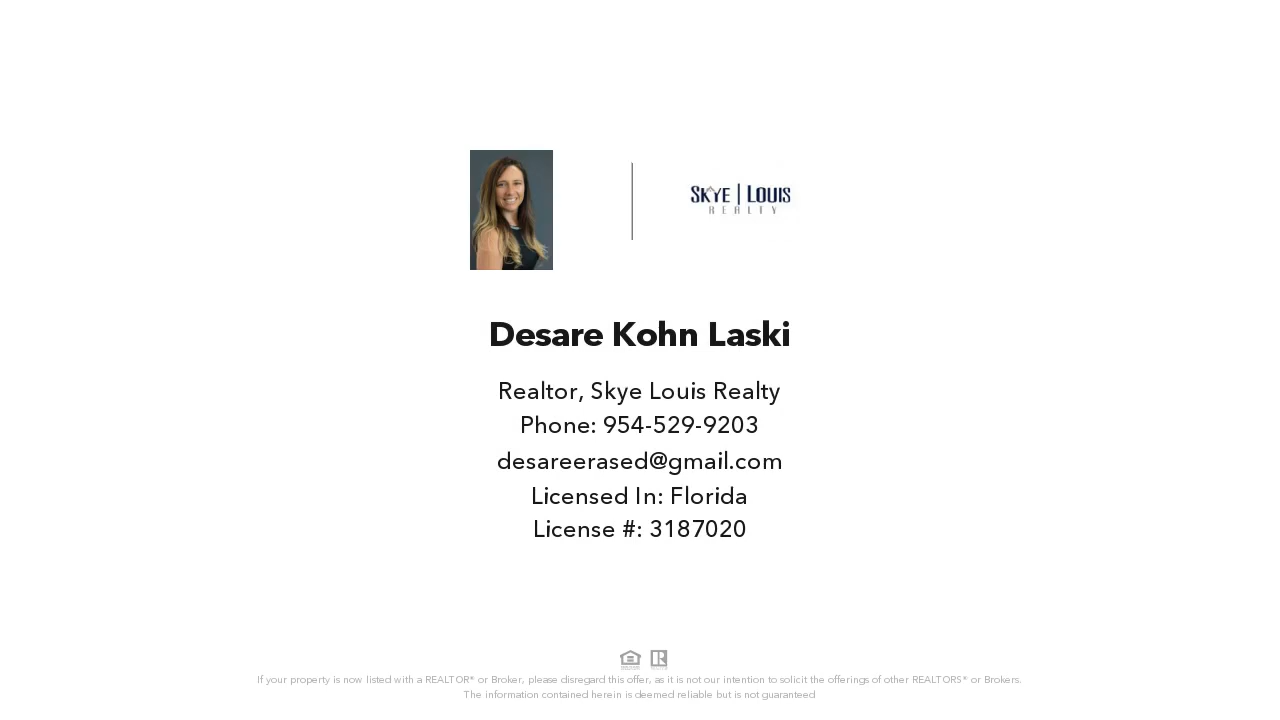 SKYE | LOUIS
REALTY
Desare Kohn Laski
Realtor, Skye Louis Realty
Phone: 954-529-9203
desareerased@gmail.com
Licensed In: Florida
License #: 3187020
If your property is now listed with a REALTOR® or Broker, please disregard this offer, as it is not our intention to solicit the offerings of other REALTORS® or Brokers.
The information contained herein is deemed reliable but is not guaranteed